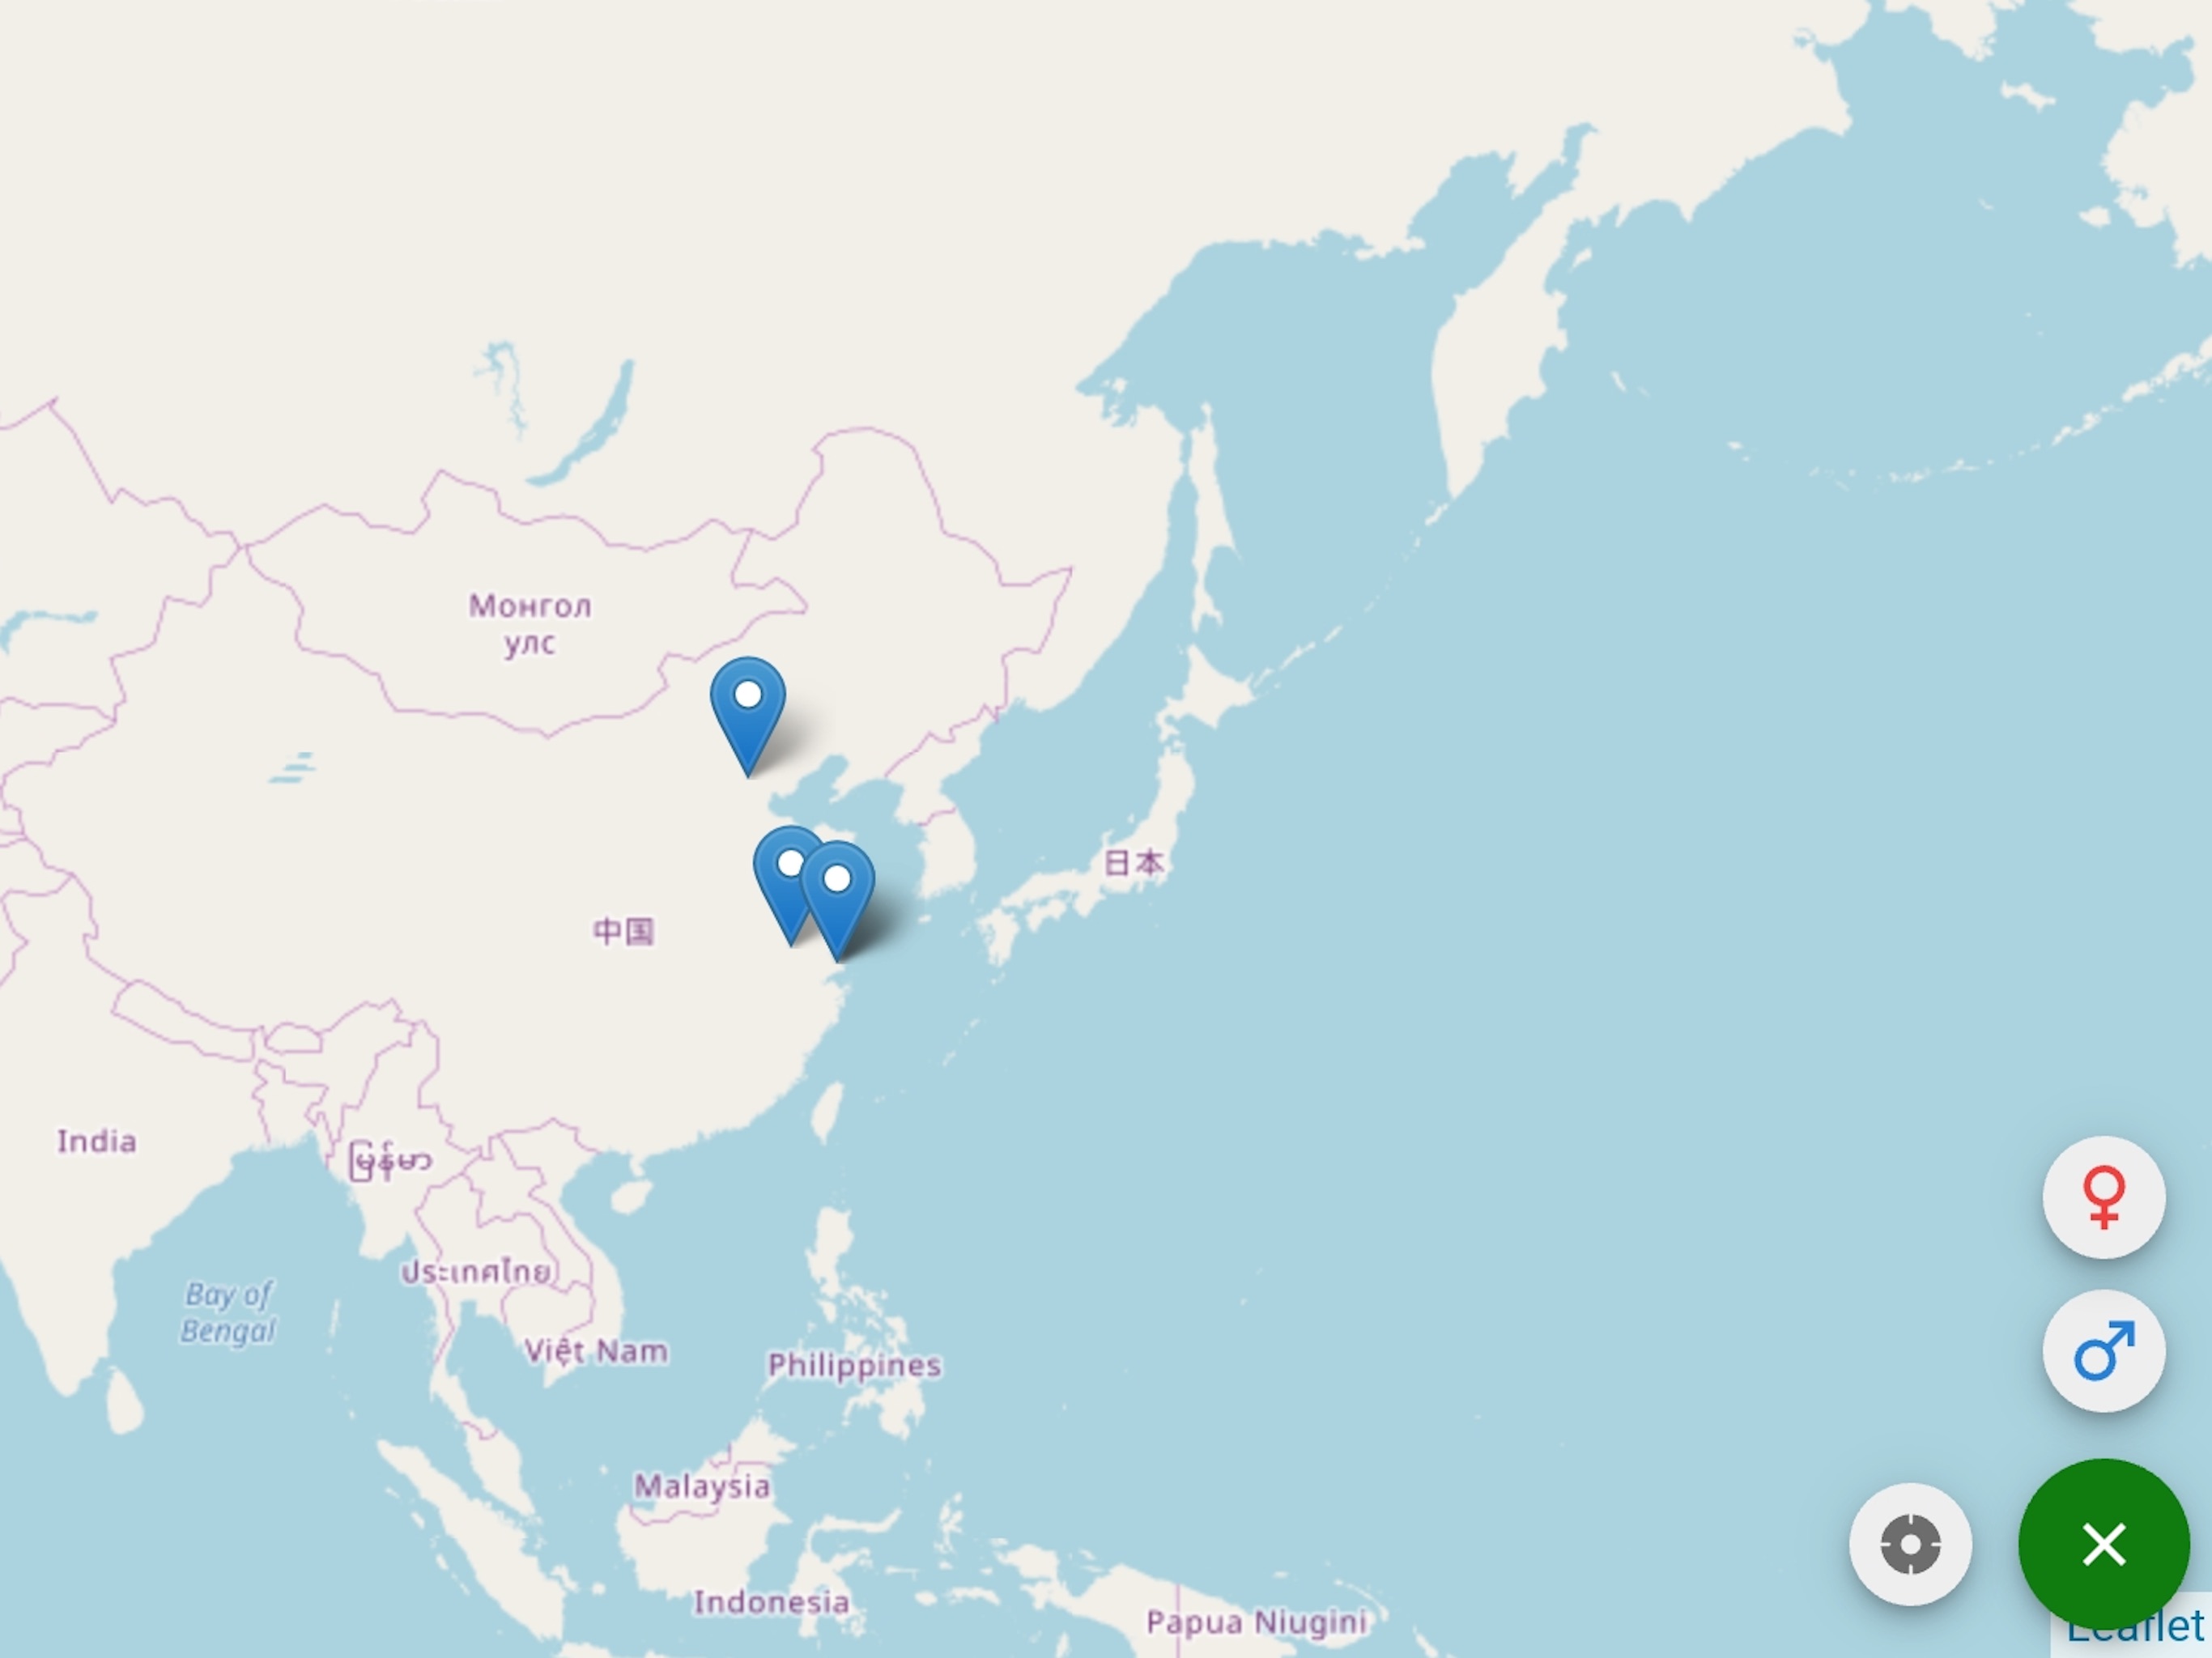 Монгол
улс
日本
中国
India
မြန်မာ
ประเทศไทย
Bay of
Bengal
Việt Nam
Philippines
Malaysia
Indonesia
Papua Niugini
Leaflet